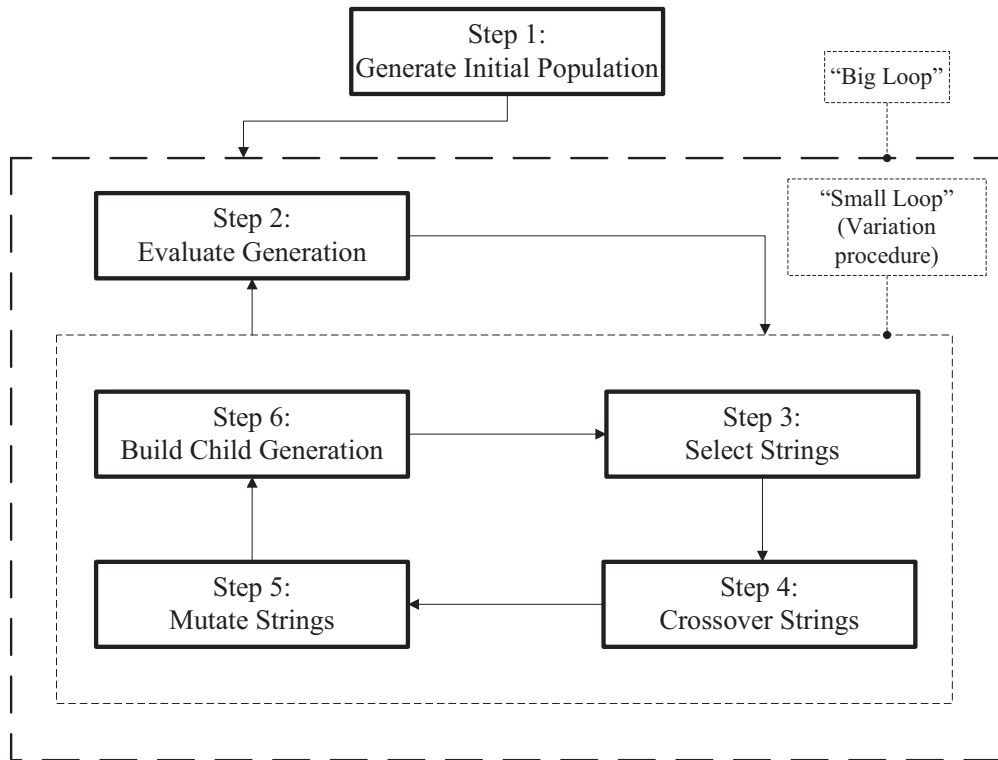 Step 1:
Generate Initial Population
“Big Loop”
Step 2:
Evaluate Generation
“Small Loop”
(Variation
procedure)
Step 6:
Build Child Generation
Step 3:
Select Strings
Step 5:
Mutate Strings
Step 4:
Crossover Strings